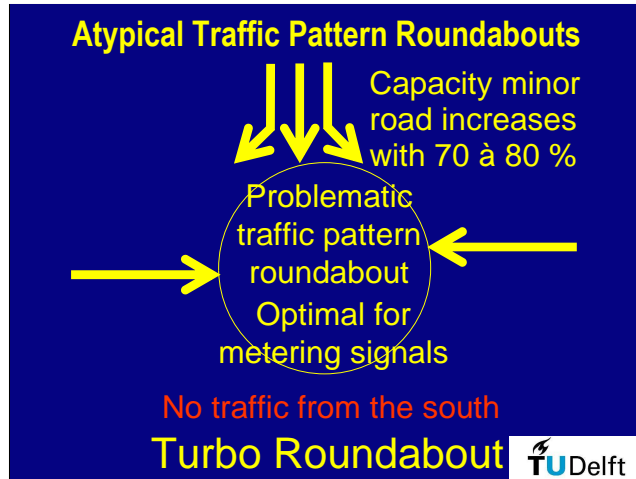 Atypical Traffic Pattern Roundabouts
Capacity minor
road increases
with 70 à 80 %
Problematic
traffic pattern
roundabout
Optimal for
metering signals
No traffic from the south
Turbo Roundabout
TUDelft